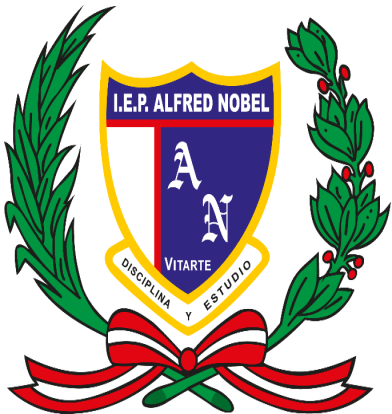 I.E.P. ALFRED NOBEL
A
N
VITARTE
DISCIPLINA Y ESTUDIO